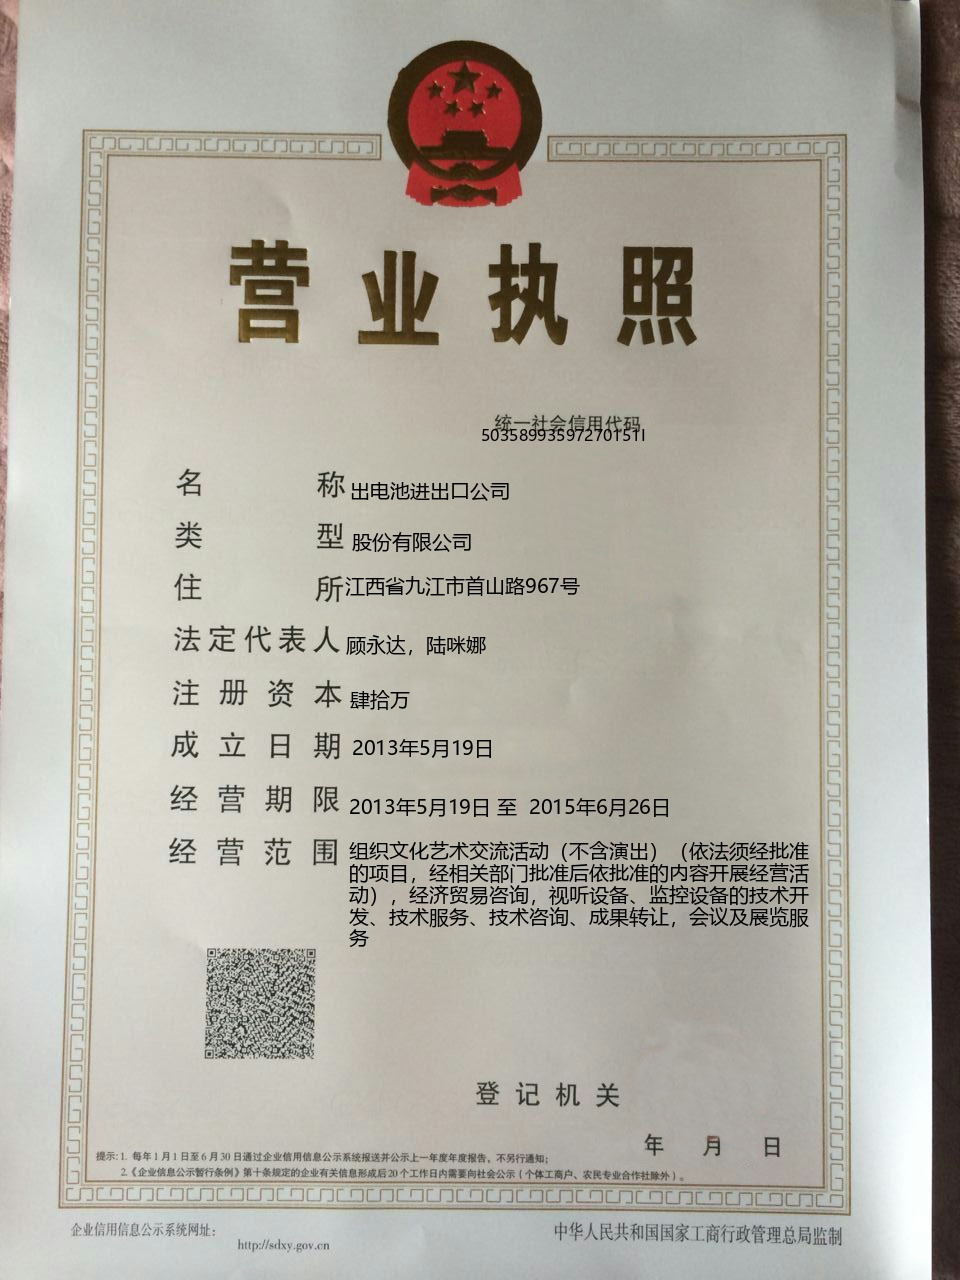 营业执照
统一社会信用代码
50358993597270151I
名称 出电池进出口公司
类型 股份有限公司
住所 江西省九江市首山路967号
法定代表人 顾永达，陆咪娜
注册资本 肆拾万
成立日期 2013年5月19日
经营期限 2013年5月19日 至 2015年6月26日
经营范围 组织文化艺术交流活动（不含演出）（依法须经批准
的项目，经相关部门批准后依批准的内容开展经营活
动），经济贸易咨询，视听设备、监控设备的技术开
发、技术服务、技术咨询、成果转让，会议及展览服
务
登记机关
年 月 日
提示：1. 每年1月1日至6月30日通过企业信用信息公示系统报送并公示上一年度年度报告，不另行通知；
2.《企业信息公示暂行条例》第十条规定的企业有关信息形成后20个工作日内需要向社会公示（个体工商户、农民专业合作社除外）。
企业信用信息公示系统网址：
http://sdxy.gov.cn
中华人民共和国国家工商行政管理总局监制